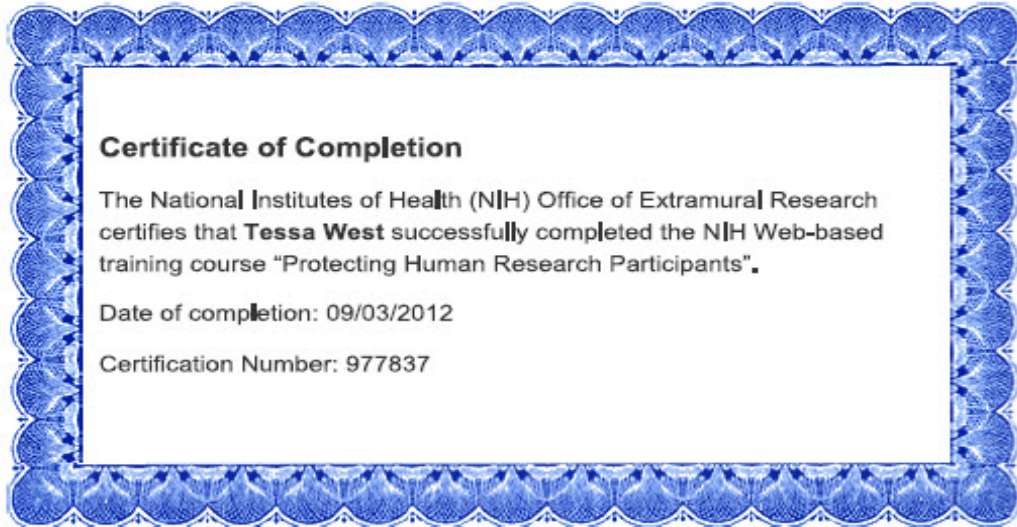 Certificate of Completion
The National Institutes of Health (NIH) Office of Extramural Research
certifies that Tessa West successfully completed the NIH Web-based
training course “Protecting Human Research Participants”.
Date of completion: 09/03/2012
Certification Number: 977837